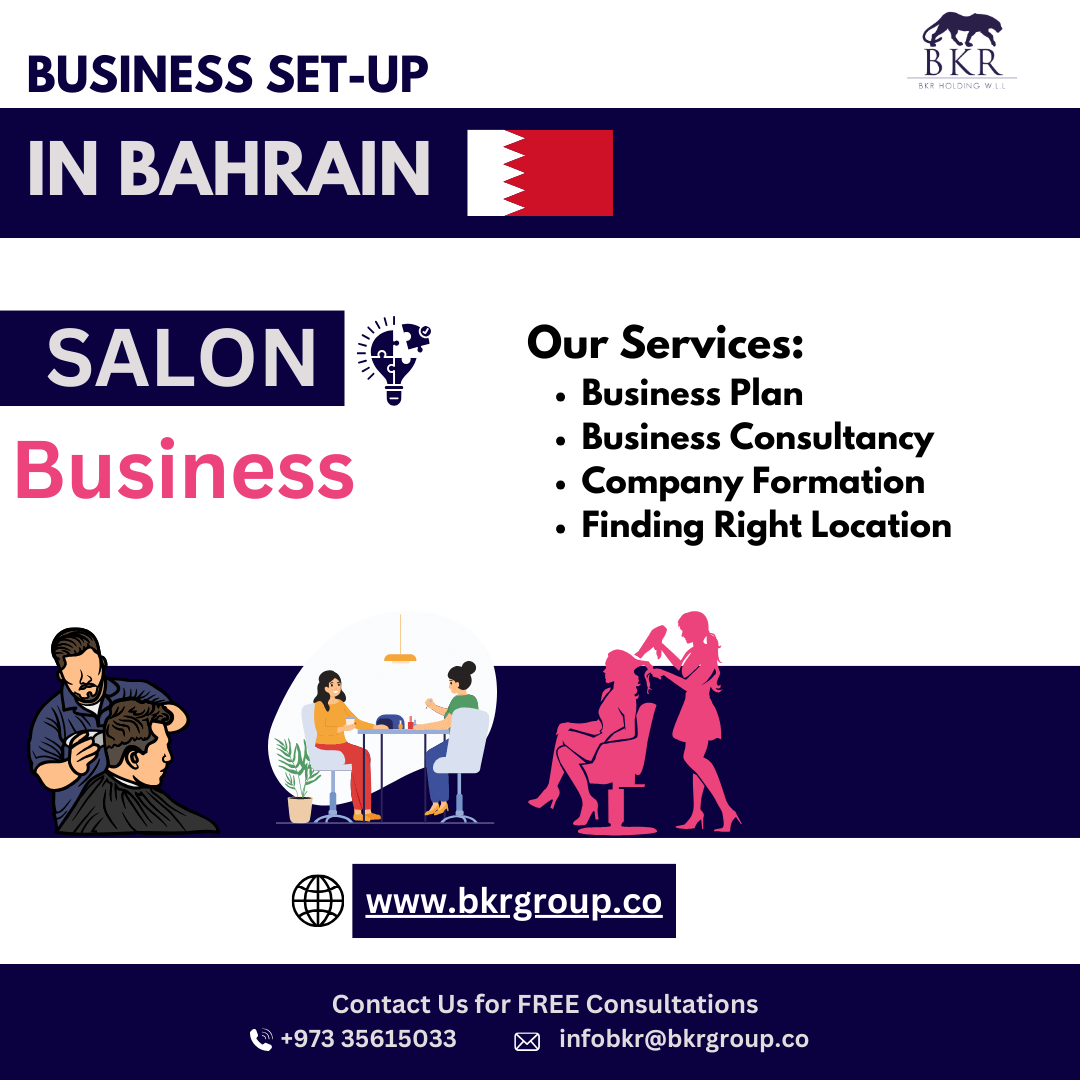 BUSINESS SET-UP
BKR
BKR HOLDING W.L.L
IN BAHRAIN
SALON
Business
Our Services:
• Business Plan
• Business Consultancy
• Company Formation
• Finding Right Location
www.bkrgroup.co
Contact Us for FREE Consultations
+973 35615033 infobkr@bkrgroup.co